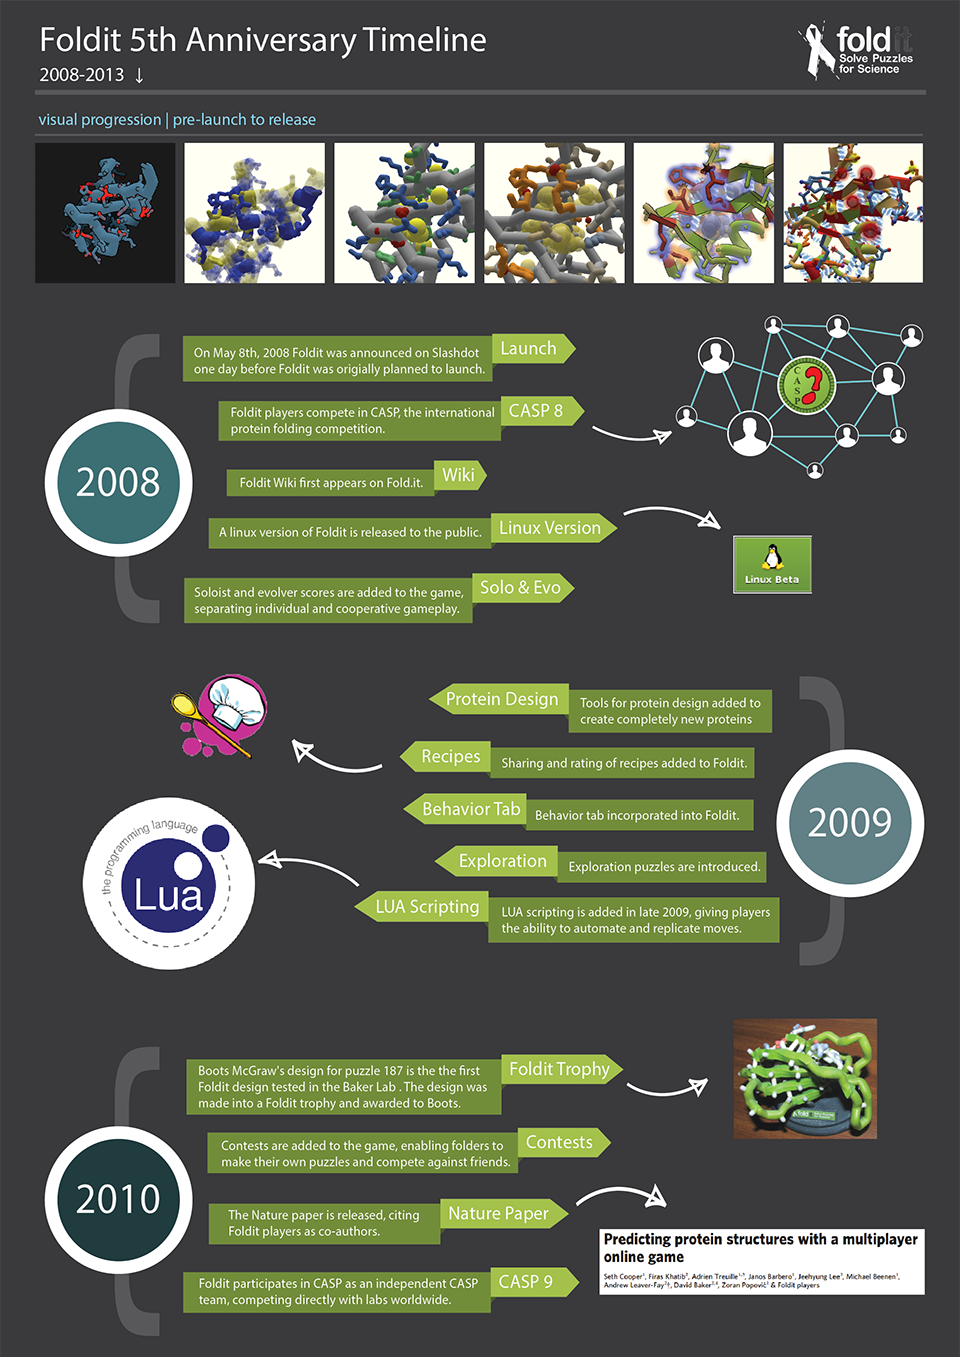 Foldit 5th Anniversary Timeline
2008-2013 ↓
foldit
Solve Puzzles
for Science
visual progression | pre-launch to release
On May 8th, 2008 Foldit was announced on Slashdot
one day before Foldit was origially planned to launch.
Launch
Foldit players compete in CASP, the international
protein folding competition.
CASP 8
CASP
?
2008
Foldit Wiki first appears on Fold.it.
Wiki
A linux version of Foldit is released to the public.
Linux Version
Linux Beta
Soloist and evolver scores are added to the game,
separating individual and cooperative gameplay.
Solo & Evo
Protein Design
Tools for protein design added to
create completely new proteins
Recipes
Sharing and rating of recipes added to Foldit.
Behavior Tab
Behavior tab incorporated into Foldit.
2009
the programming language
Lua
Exploration
Exploration puzzles are introduced.
LUA Scripting
LUA scripting is added in late 2009, giving players
the ability to automate and replicate moves.
Boots McGraw's design for puzzle 187 is the the first
Foldit design tested in the Baker Lab . The design was
made into a Foldit trophy and awarded to Boots.
Foldit Trophy
foldit
Contests are added to the game, enabling folders to
make their own puzzles and compete against friends.
Contests
2010
The Nature paper is released, citing
Foldit players as co-authors.
Nature Paper
Predicting protein structures with a multiplayer
online game
Seth Cooper¹, Firas Khatib², Adrien Treuille¹˒³, Janos Barbero¹, Jeehyung Lee³, Michael Beenen¹,
Andrew Leaver-Fay²‡, David Baker²˒⁴, Zoran Popović¹ & Foldit players
Foldit participates in CASP as an independent CASP
team, competing directly with labs worldwide.
CASP 9